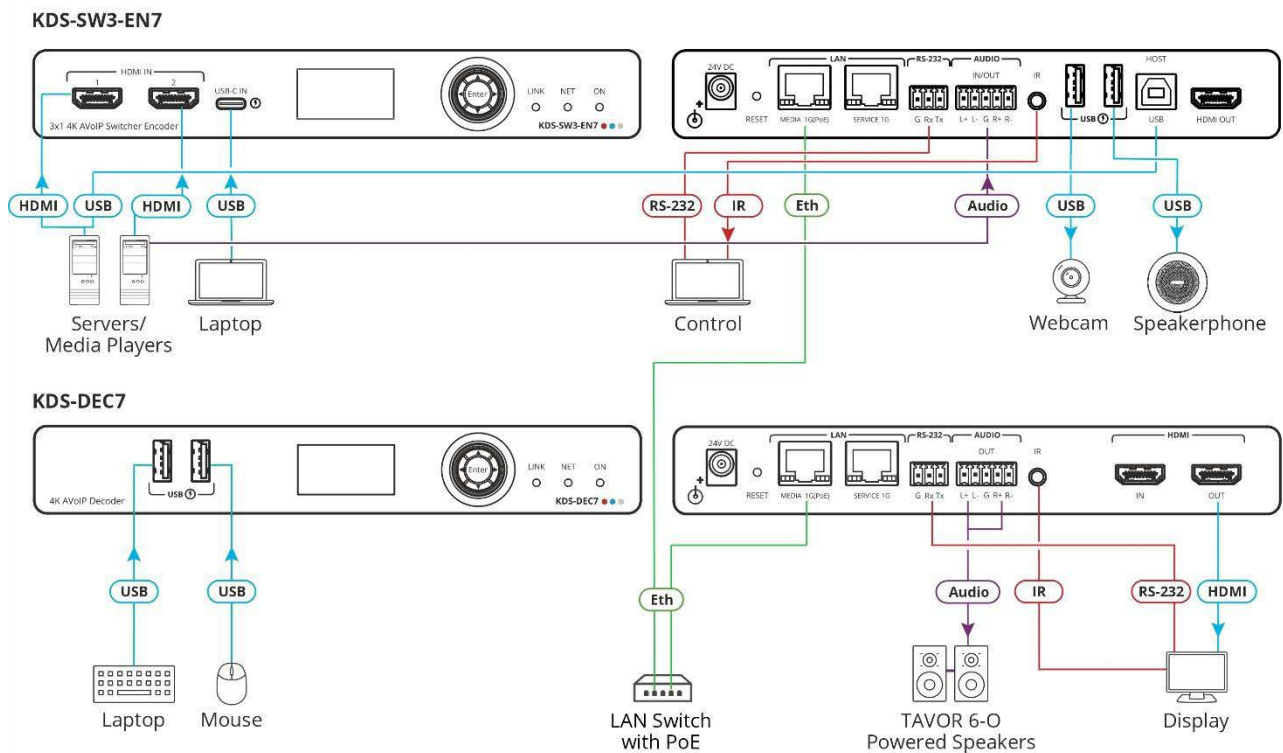 KDS-SW3-EN7
HDMI IN
1 2
USB-C IN
Enter
LINK NET ON
3x1 4K AVoIP Switcher Encoder
KDS-SW3-EN7
24V DC
LAN
RS-232
AUDIO
IN/OUT
IR
HOST
RESET
MEDIA 1G(PoE)
SERVICE 1G
G Rx Tx
L+ L- G R+ R-
USB
USB
HDMI OUT
HDMI
USB
HDMI
USB
RS-232
IR
Eth
Audio
USB
USB
Servers/
Media Players
Laptop
Control
Webcam
Speakerphone
KDS-DEC7
USB
Enter
LINK NET ON
4K AVoIP Decoder
KDS-DEC7
24V DC
LAN
RS-232
AUDIO
OUT
IR
HDMI
RESET
MEDIA 1G(PoE)
SERVICE 1G
G Rx Tx
L+ L- G R+ R-
IN
OUT
USB
USB
Eth
Audio
IR
RS-232
HDMI
Laptop
Mouse
LAN Switch
with PoE
TAVOR 6-O
Powered Speakers
Display